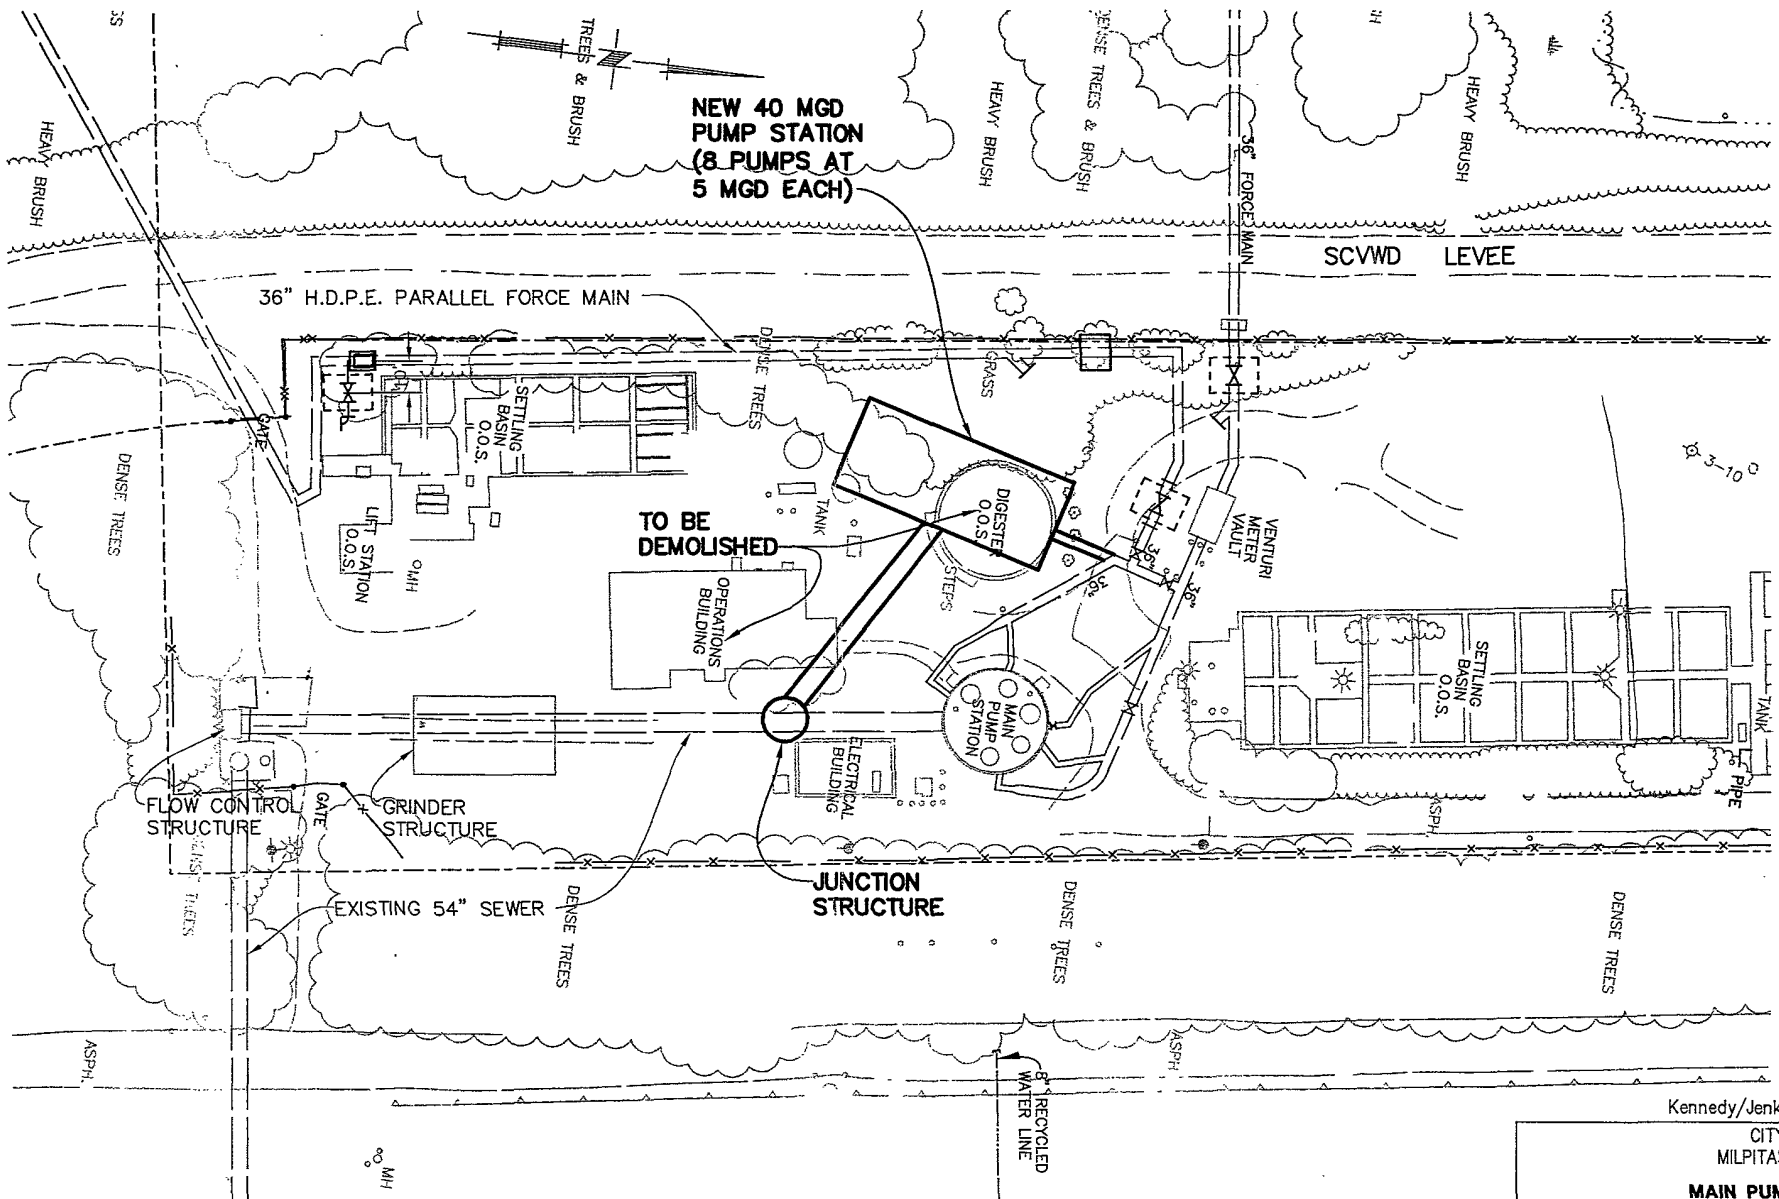 TREES & BRUSH
HEAVY BRUSH
NEW 40 MGD
PUMP STATION
(8 PUMPS AT
5 MGD EACH)
HEAVY BRUSH
DENSE TREES & BRUSH
36" FORCE MAIN
HEAVY BRUSH
SCVWD LEVEE
36" H.D.P.E. PARALLEL FORCE MAIN
DENSE TREES
GRASS
GATE
SETTLING
BASIN
O.O.S.
DENSE TREES
LIFT STATION
O.O.S.
MH
TANK
TO BE
DEMOLISHED
DIGESTER
O.O.S.
STEPS
36"
36"
36"
VENTURI
METER
VAULT
3-10
OPERATIONS
BUILDING
MAIN
PUMP
STATION
SETTLING
BASIN
O.O.S.
TANK
PIPE
ELECTRICAL
BUILDING
FLOW CONTROL
STRUCTURE
GATE
GRINDER
STRUCTURE
ASPH.
DENSE TREES
JUNCTION
STRUCTURE
EXISTING 54" SEWER
DENSE TREES
DENSE TREES
DENSE TREES
ASPH.
ASPH.
8" RECYCLED
WATER LINE
MH
Kennedy/Jenk
CITY
MILPITAS
MAIN PUM